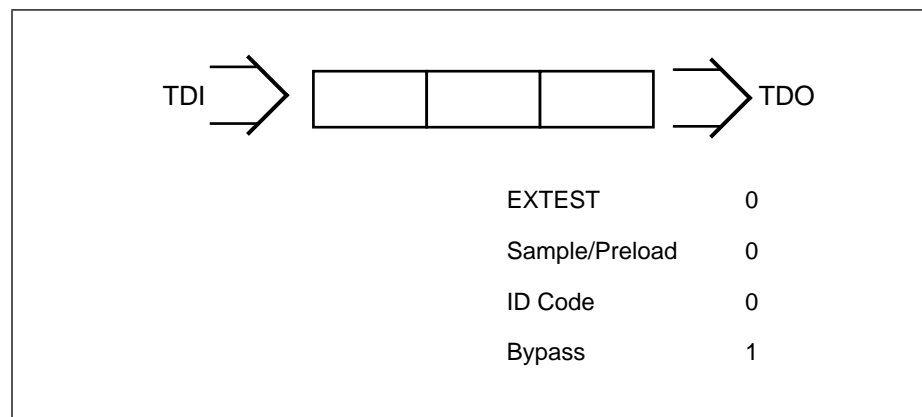 TDI TDO
EXTEST 0
Sample/Preload 0
ID Code 0
Bypass 1